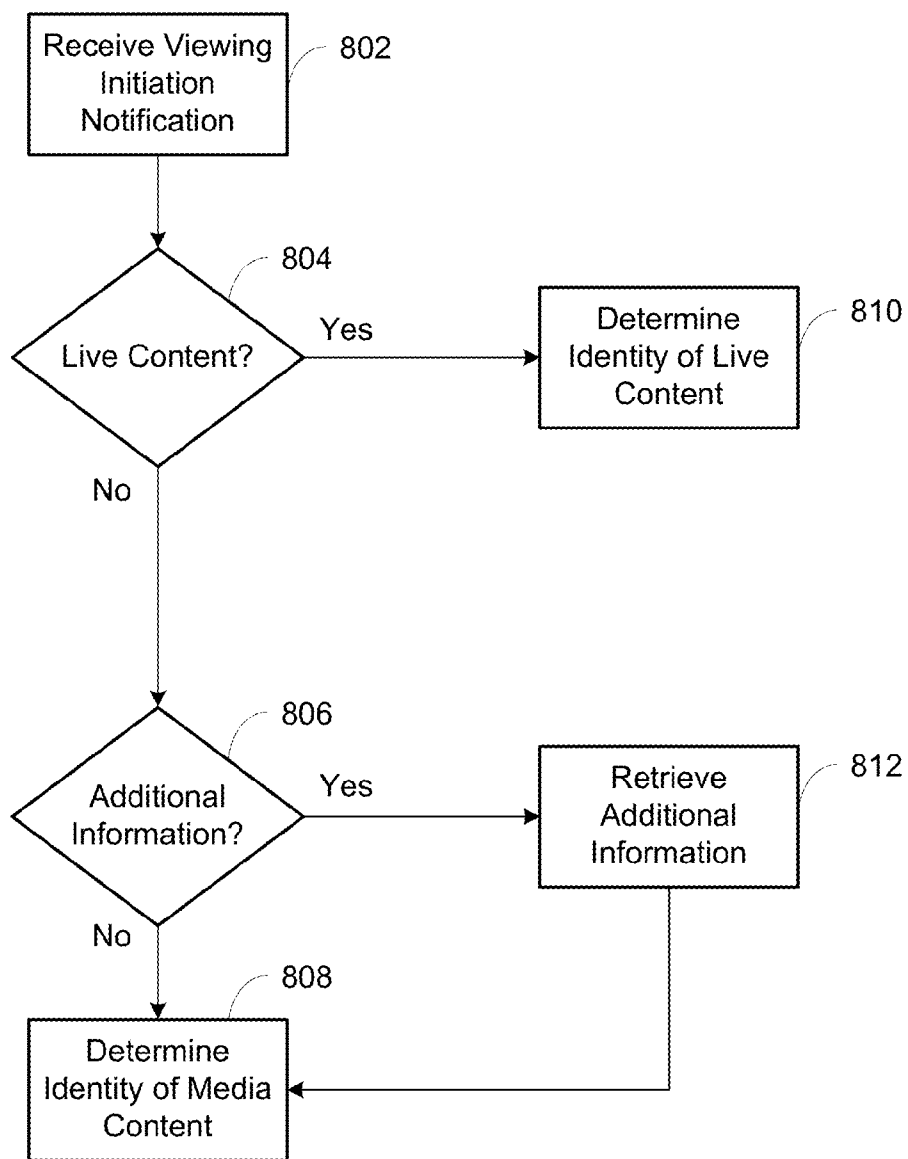 Receive Viewing
Initiation
Notification
802
804
Live Content?
Yes
Determine
Identity of Live
Content
810
No
806
Additional
Information?
Yes
Retrieve
Additional
Information
812
No
808
Determine
Identity of Media
Content